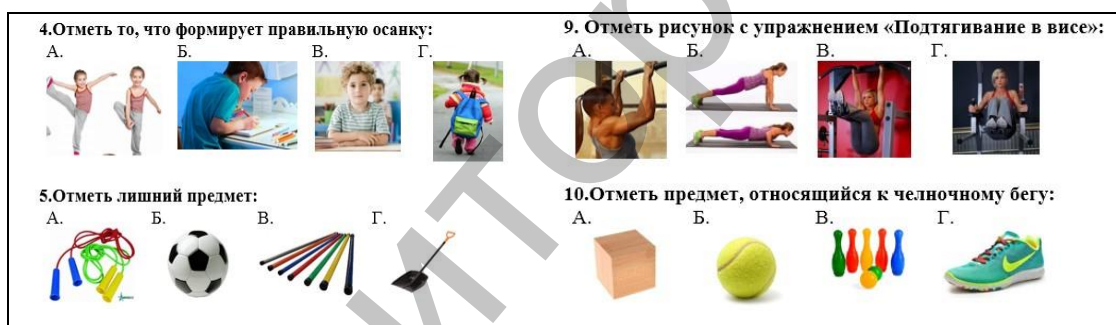 4.Отметь то, что формирует правильную осанку:
А. Б. В. Г.
5.Отметь лишний предмет:
А. Б. В. Г.
9. Отметь рисунок с упражнением «Подтягивание в висе»:
А. Б. В. Г.
10.Отметь предмет, относящийся к челночному бегу:
А. Б. В. Г.
итор